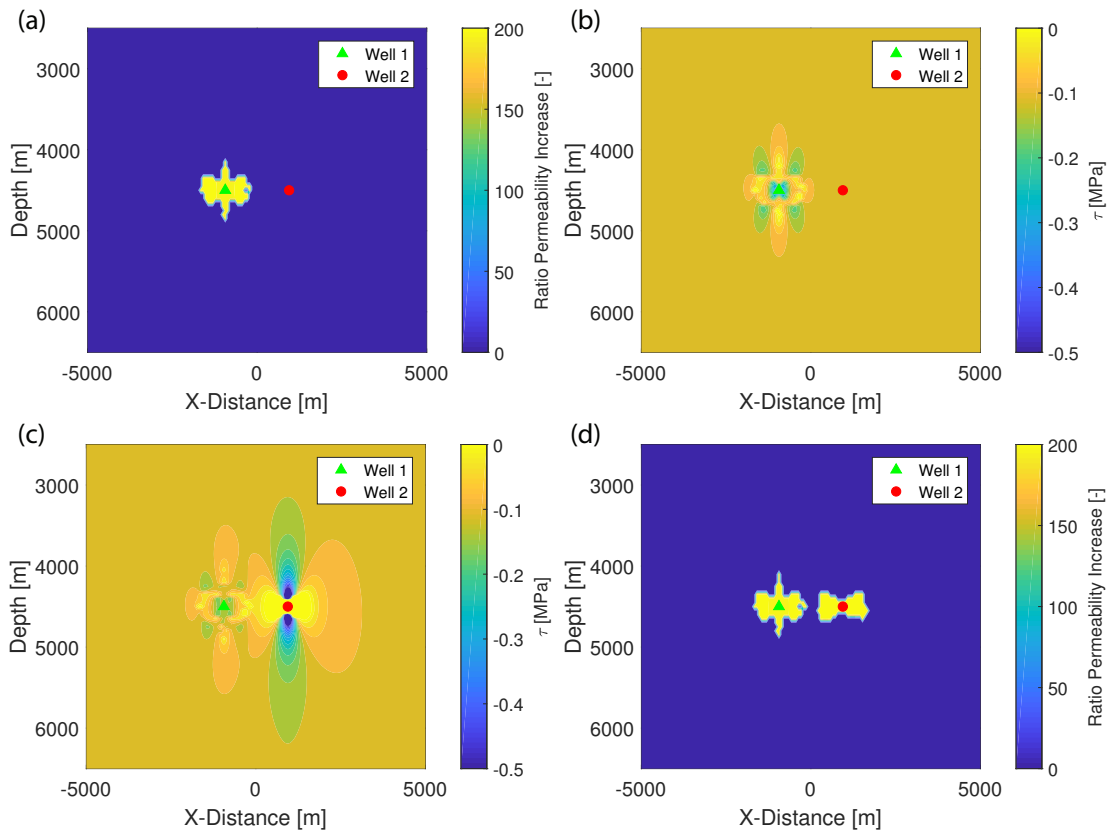 (a)
Well 1
Well 2
3000
4000
5000
6000
Depth [m]
-5000
0
5000
X-Distance [m]
200
150
100
50
0
Ratio Permeability Increase [-]
(b)
Well 1
Well 2
3000
4000
5000
6000
Depth [m]
-5000
0
5000
X-Distance [m]
0
-0.1
-0.2
-0.3
-0.4
-0.5
τ [MPa]
(c)
Well 1
Well 2
3000
4000
5000
6000
Depth [m]
-5000
0
5000
X-Distance [m]
0
-0.1
-0.2
-0.3
-0.4
-0.5
τ [MPa]
(d)
Well 1
Well 2
3000
4000
5000
6000
Depth [m]
-5000
0
5000
X-Distance [m]
200
150
100
50
0
Ratio Permeability Increase [-]